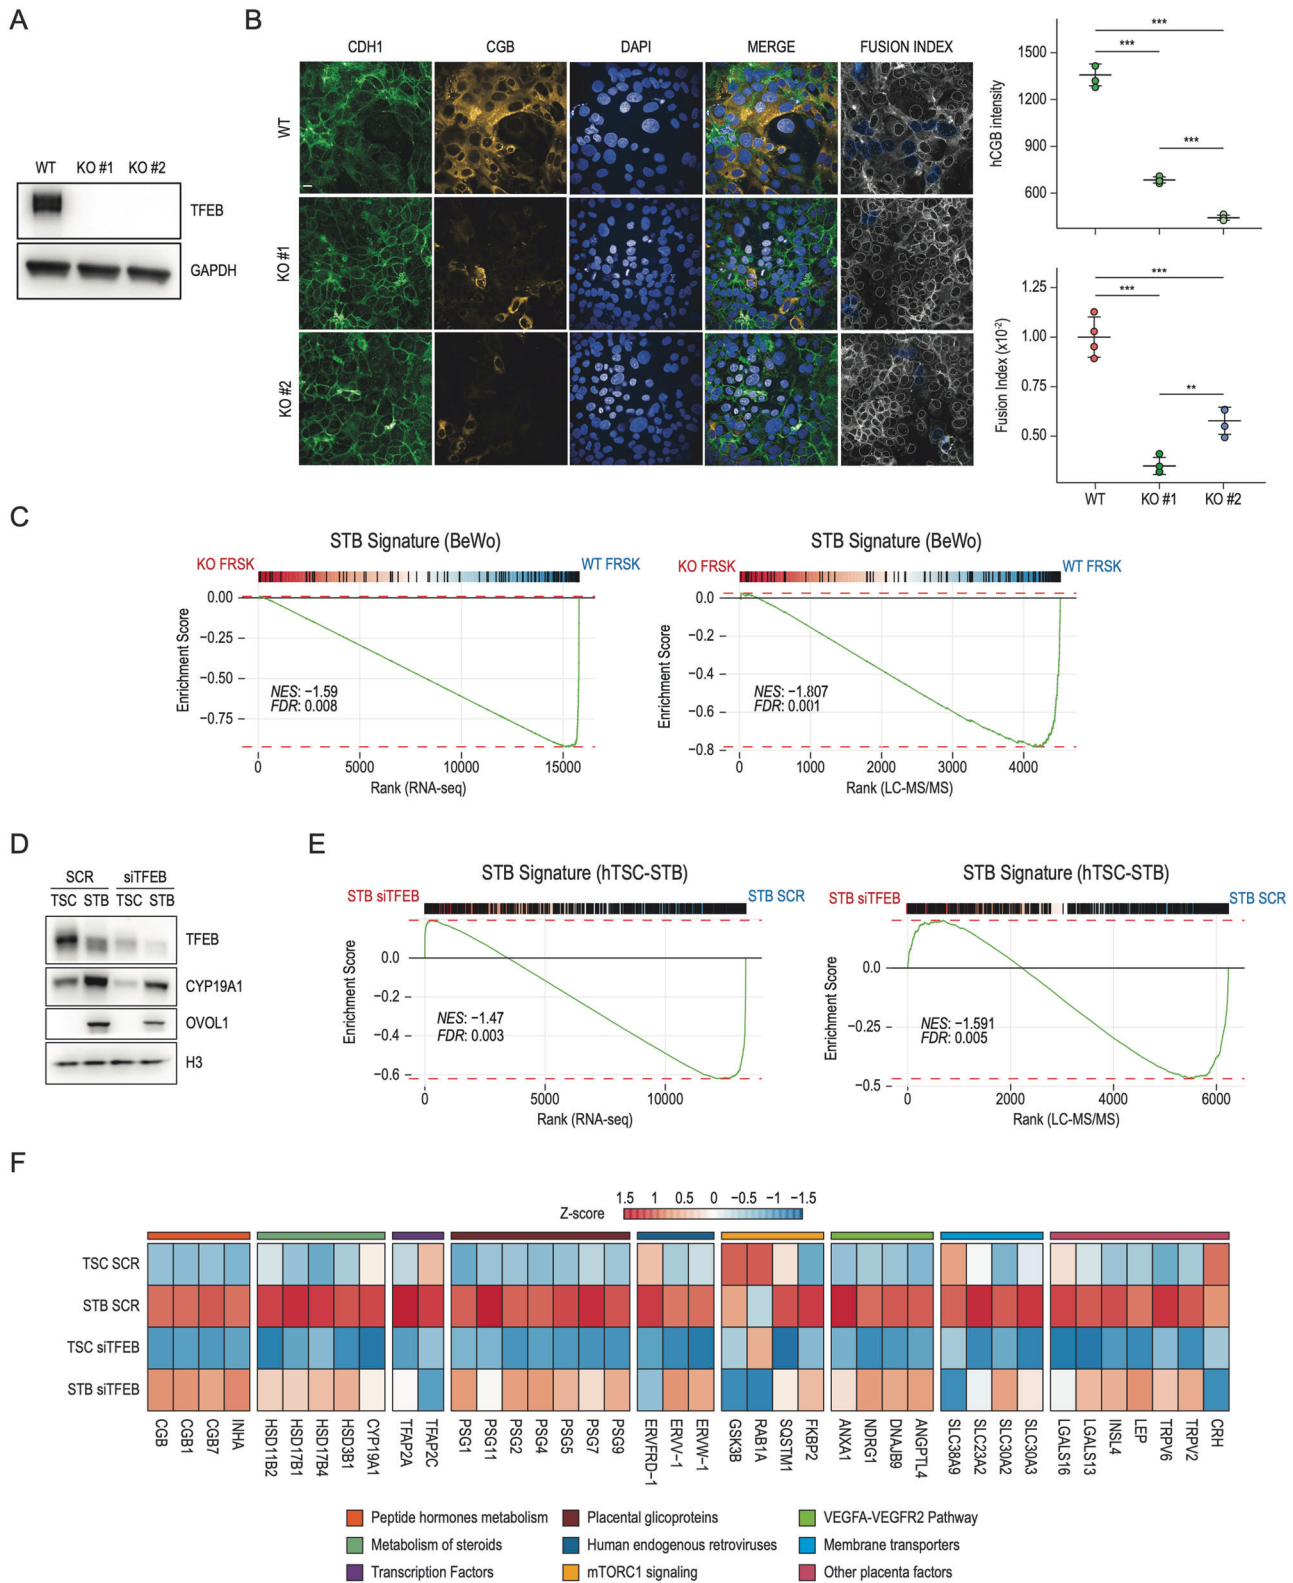 A
WT KO #1 KO #2
TFEB
GAPDH
B
CDH1 CGB DAPI MERGE FUSION INDEX
WT
KO #1
KO #2
hCGB intensity
1500
1200
900
600
***
***
***
Fusion Index (x10⁻²)
1.25
1.00
0.75
0.50
***
***
**
WT KO #1 KO #2
C
STB Signature (BeWo)
KO FRSK WT FRSK
Enrichment Score
0.00
−0.25
−0.50
−0.75
NES: −1.59
FDR: 0.008
0 5000 10000 15000
Rank (RNA-seq)
STB Signature (BeWo)
KO FRSK WT FRSK
Enrichment Score
0.0
−0.2
−0.4
−0.6
−0.8
NES: −1.807
FDR: 0.001
0 1000 2000 3000 4000
Rank (LC-MS/MS)
D
SCR siTFEB
TSC STB TSC STB
TFEB
CYP19A1
OVOL1
H3
E
STB Signature (hTSC-STB)
STB siTFEB STB SCR
Enrichment Score
0.0
−0.2
−0.4
−0.6
NES: −1.47
FDR: 0.003
0 5000 10000
Rank (RNA-seq)
STB Signature (hTSC-STB)
STB siTFEB STB SCR
Enrichment Score
0.0
−0.25
−0.5
NES: −1.591
FDR: 0.005
0 2000 4000 6000
Rank (LC-MS/MS)
F
1.5 1 0.5 0 −0.5 −1 −1.5
Z-score
TSC SCR
STB SCR
TSC siTFEB
STB siTFEB
CGB CGB1 CGB7 INHA HSD11B2 HSD17B1 HSD17B4 HSD3B1 CYP19A1 TFAP2A TFAP2C PSG1 PSG11 PSG2 PSG4 PSG5 PSG7 PSG9 ERVFRD-1 ERVV-1 ERVW-1 GSK3B RAB1A SQSTM1 FKBP2 ANXA1 NDRG1 DNAJB9 ANGPTL4 SLC38A9 SLC23A2 SLC30A2 SLC30A3 LGALS16 LGALS13 INSL4 LEP TRPV6 TRPV2 CRH
Peptide hormones metabolism Placental glicoproteins VEGFA-VEGFR2 Pathway
Metabolism of steroids Human endogenous retroviruses Membrane transporters
Transcription Factors mTORC1 signaling Other placenta factors